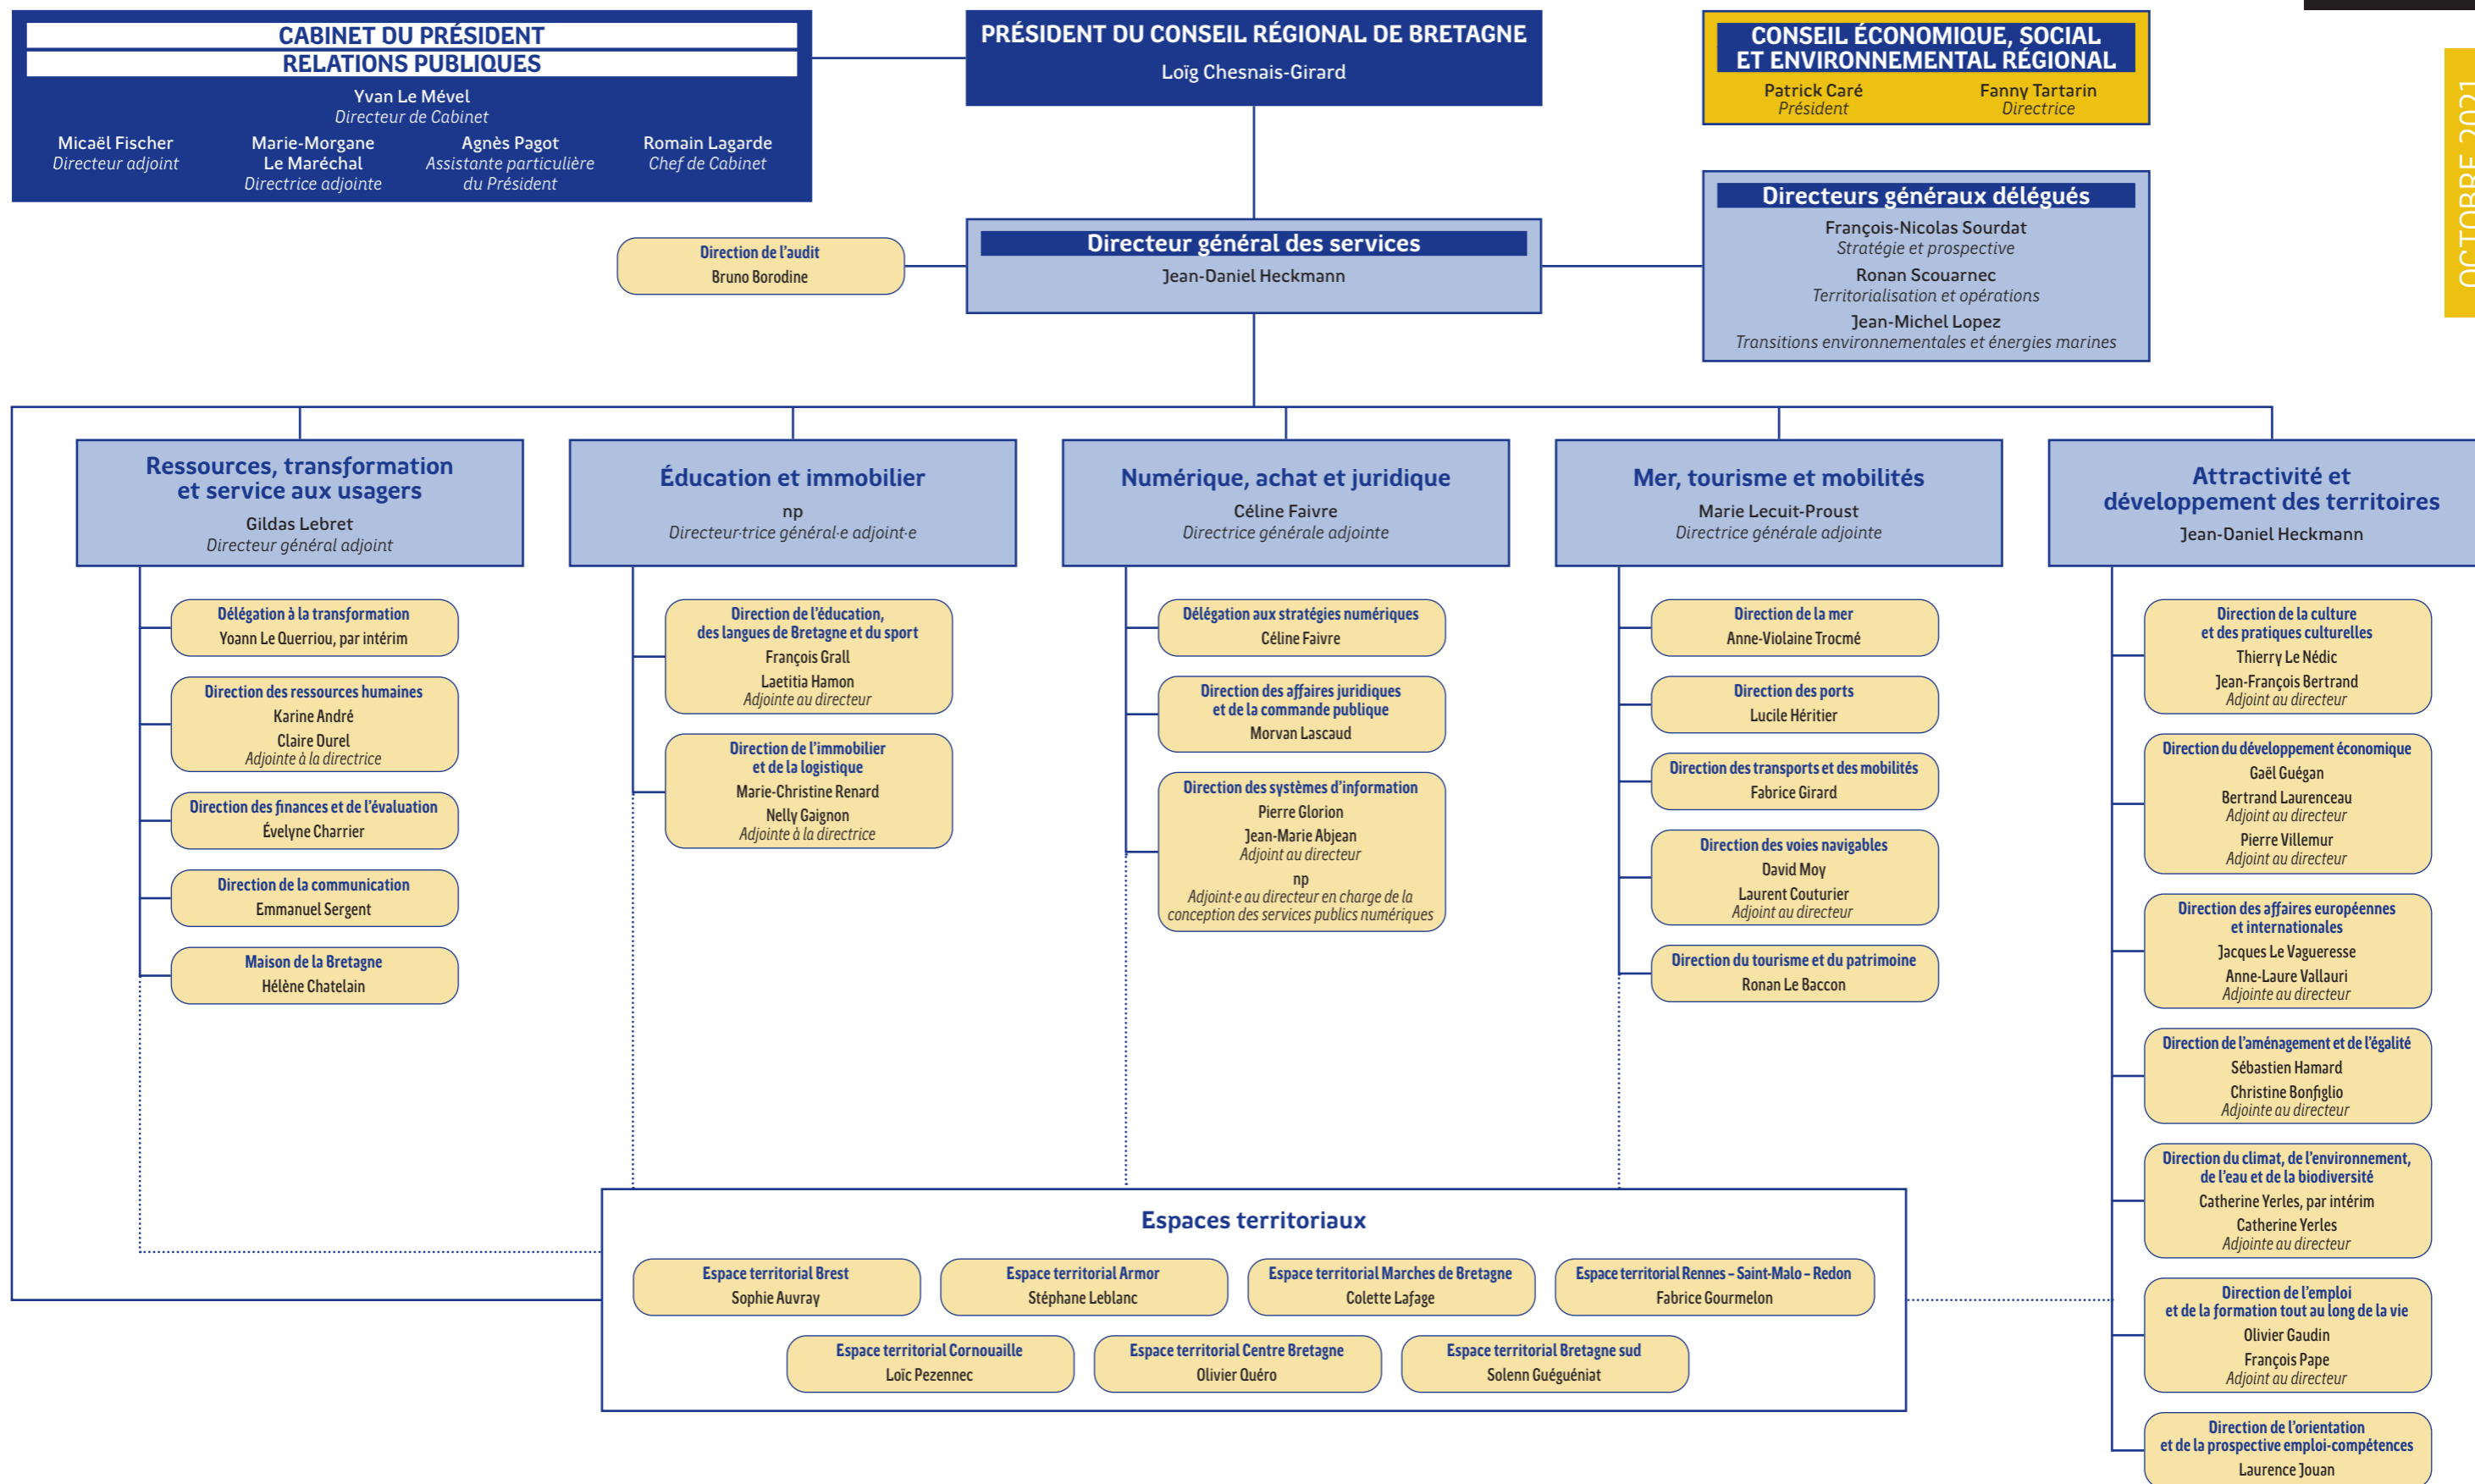 CABINET DU PRÉSIDENT
RELATIONS PUBLIQUES
Yvan Le Mével
Directeur de Cabinet
Micaël Fischer
Directeur adjoint
Marie-Morgane
Le Maréchal
Directrice adjointe
Agnès Pagot
Assistante particulière
du Président
Romain Lagarde
Chef de Cabinet
PRÉSIDENT DU CONSEIL RÉGIONAL DE BRETAGNE
Loïg Chesnais-Girard
CONSEIL ÉCONOMIQUE, SOCIAL
ET ENVIRONNEMENTAL RÉGIONAL
Patrick Caré
Président
Fanny Tartarin
Directrice
OCTOBRE 2021
Direction de l'audit
Bruno Borodine
Directeur général des services
Jean-Daniel Heckmann
Directeurs généraux délégués
François-Nicolas Sourdat
Stratégie et prospective
Ronan Scouarnec
Territorialisation et opérations
Jean-Michel Lopez
Transitions environnementales et énergies marines
Ressources, transformation
et service aux usagers
Gildas Lebret
Directeur général adjoint
Délégation à la transformation
Yoann Le Querriou, par intérim
Direction des ressources humaines
Karine André
Claire Durel
Adjointe à la directrice
Direction des finances et de l'évaluation
Évelyne Charrier
Direction de la communication
Emmanuel Sergent
Maison de la Bretagne
Hélène Chatelain
Éducation et immobilier
np
Directeur·trice général·e adjoint·e
Direction de l'éducation,
des langues de Bretagne et du sport
François Grall
Laetitia Hamon
Adjointe au directeur
Direction de l'immobilier
et de la logistique
Marie-Christine Renard
Nelly Gaignon
Adjointe à la directrice
Numérique, achat et juridique
Céline Faivre
Directrice générale adjointe
Délégation aux stratégies numériques
Céline Faivre
Direction des affaires juridiques
et de la commande publique
Morvan Lascaud
Direction des systèmes d'information
Pierre Glorion
Jean-Marie Abjean
Adjoint au directeur
np
Adjoint·e au directeur en charge de la
conception des services publics numériques
Mer, tourisme et mobilités
Marie Lecuit-Proust
Directrice générale adjointe
Direction de la mer
Anne-Violaine Trocmé
Direction des ports
Lucile Héritier
Direction des transports et des mobilités
Fabrice Girard
Direction des voies navigables
David Moy
Laurent Couturier
Adjoint au directeur
Direction du tourisme et du patrimoine
Ronan Le Baccon
Attractivité et
développement des territoires
Jean-Daniel Heckmann
Direction de la culture
et des pratiques culturelles
Thierry Le Nédic
Jean-François Bertrand
Adjoint au directeur
Direction du développement économique
Gaël Guégan
Bertrand Laurenceau
Adjoint au directeur
Pierre Villemur
Adjoint au directeur
Direction des affaires européennes
et internationales
Jacques Le Vagueresse
Anne-Laure Vallauri
Adjointe au directeur
Direction de l'aménagement et de l'égalité
Sébastien Hamard
Christine Bonfiglio
Adjointe au directeur
Direction du climat, de l'environnement,
de l'eau et de la biodiversité
Catherine Yerles, par intérim
Catherine Yerles
Adjointe au directeur
Direction de l'emploi
et de la formation tout au long de la vie
Olivier Gaudin
François Pape
Adjoint au directeur
Direction de l'orientation
et de la prospective emploi-compétences
Laurence Jouan
Espaces territoriaux
Espace territorial Brest
Sophie Auvray
Espace territorial Armor
Stéphane Leblanc
Espace territorial Marches de Bretagne
Colette Lafage
Espace territorial Rennes – Saint-Malo – Redon
Fabrice Gourmelon
Espace territorial Cornouaille
Loïc Pezennec
Espace territorial Centre Bretagne
Olivier Quéro
Espace territorial Bretagne sud
Solenn Guéguéniat